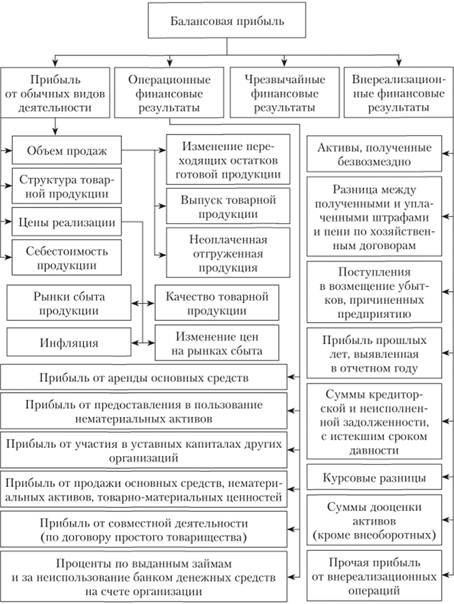 Балансовая прибыль
Прибыль
от обычных видов
деятельности
Операционные
финансовые
результаты
Чрезвычайные
финансовые
результаты
Внереализацион-
ные финансовые
результаты
Объем продаж
Структура товар-
ной продукции
Цены реализации
Себестоимость
продукции
Изменение пере-
ходящих остатков
готовой продукции
Выпуск товарной
продукции
Неоплаченная
отгруженная
продукция
Рынки сбыта
продукции
Качество товарной
продукции
Инфляция
Изменение цен
на рынках сбыта
Прибыль от аренды основных средств
Прибыль от предоставления в пользование
нематериальных активов
Прибыль от участия в уставных капиталах других
организаций
Прибыль от продажи основных средств, нематери-
альных активов, товарно-материальных ценностей
Прибыль от совместной деятельности
(по договору простого товарищества)
Проценты по выданным займам
и за неиспользование банком денежных средств
на счете организации
Активы, полученные
безвозмездно
Разница между
полученными и упла-
ченными штрафами
и пени по хозяйствен-
ным договорам
Поступления
в возмещение убыт-
ков, причиненных
предприятию
Прибыль прошлых
лет, выявленная
в отчетном году
Суммы кредитор-
ской и неисполнен-
ной задолженности,
с истекшим сроком
давности
Курсовые разницы
Суммы дооценки
активов
(кроме внеоборотных)
Прочая прибыль
от внереализационных
операций